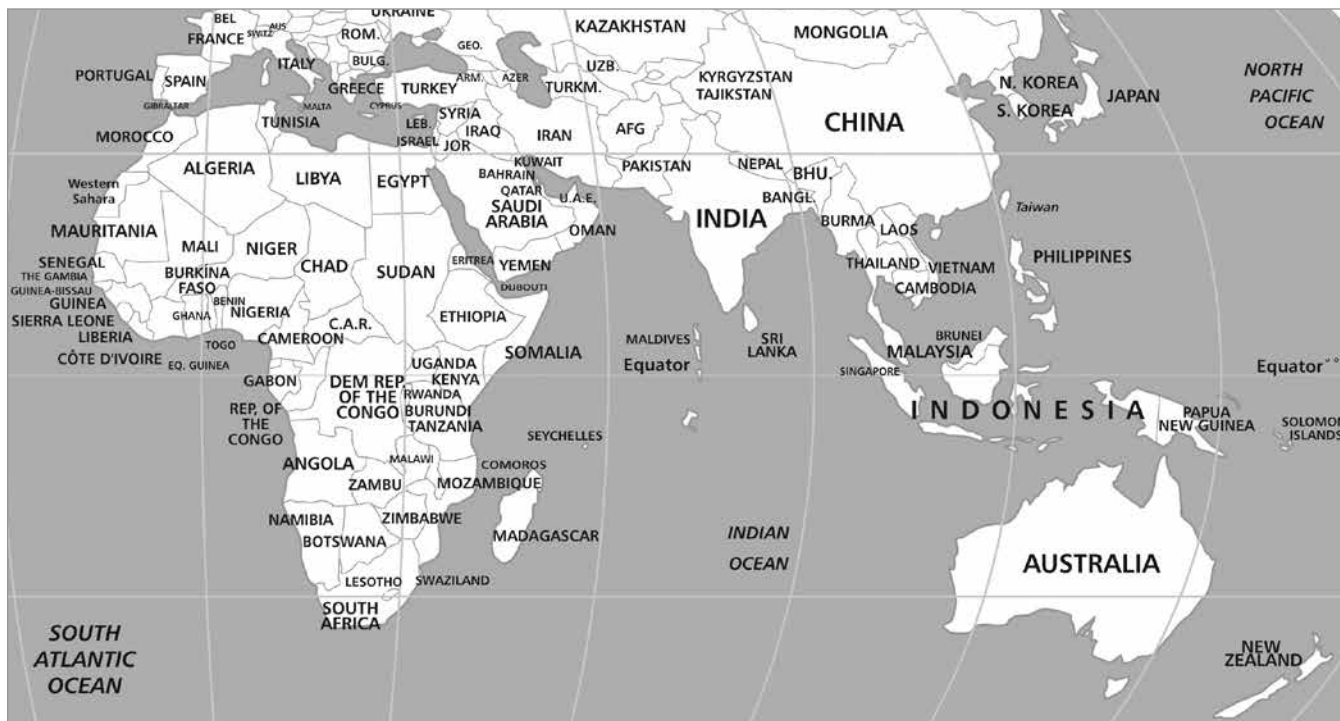 UKRAINE
BEL
AUS
SWITZ
FRANCE
ROM.
KAZAKHSTAN
MONGOLIA
GEO.
ITALY
BULG.
UZB.
NORTH
PACIFIC
OCEAN
PORTUGAL
SPAIN
GREECE
TURKEY
ARM.
AZER
TURKM.
KYRGYZSTAN
TAJIKSTAN
N. KOREA
S. KOREA
JAPAN
GIBRALTAR
MALTA
CYPRUS
TUNISIA
MOROCCO
LEB.
SYRIA
ISRAEL
IRAQ
JOR
IRAN
AFG
CHINA
ALGERIA
LIBYA
EGYPT
KUWAIT
BAHRAIN
QATAR
PAKISTAN
NEPAL
BHU.
Western
Sahara
SAUDI
ARABIA
U.A.E.
OMAN
BANGL.
INDIA
BURMA
LAOS
Taiwan
MAURITANIA
MALI
NIGER
CHAD
SUDAN
ERITREA
YEMEN
DUBOUTI
THAILAND
VIETNAM
CAMBODIA
PHILIPPINES
SENEGAL
THE GAMBIA
GUINEA-BISSAU
GUINEA
SIERRA LEONE
LIBERIA
CÔTE D'IVOIRE
BURKÍNA
FASO
BENIN
GHANA
NIGERIA
TOGO
EQ. GUINEA
CAMEROON
C.A.R.
ETHIOPIA
SOMALIA
MALDIVES
SRI
LANKA
BRUNEI
MALAYSIA
SINGAPORE
Equator
Equator
GABON
REP, OF
THE
CONGO
DEM REP.
OF THE
CONGO
UGANDA
KENYA
RWANDA
BURUNDI
TANZANIA
INDONESIA
PAPUA
NEW GUINEA
SOLOMON
ISLANDS
SEYCHELLES
ANGOLA
MALAWI
COMOROS
ZAMBU
MOZAMBIQUE
NAMIBIA
ZIMBABWE
BOTSWANA
MADAGASCAR
INDIAN
OCEAN
AUSTRALIA
LESOTHO
SWAZILAND
SOUTH
AFRICA
SOUTH
ATLANTIC
OCEAN
NEW
ZEALAND